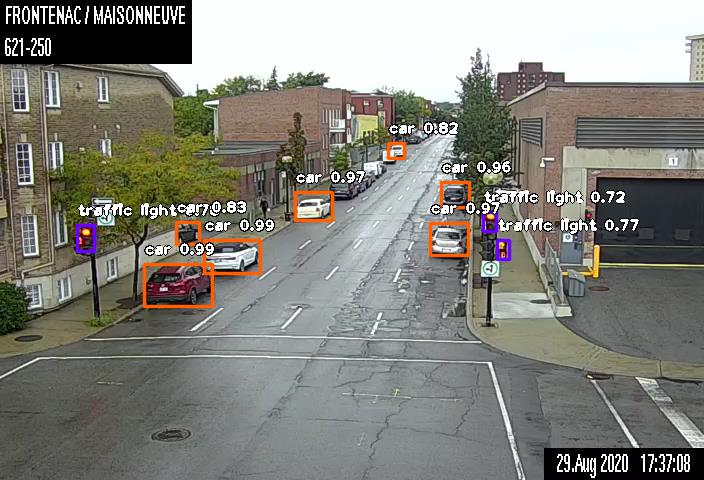 FRONTENAC / MAISONNEUVE
621-250
car 0.82
car 0.96
car 0.97
traffic light 0.72
car 0.83
car 0.97
traffic light 0.77
car 0.99
car 0.99
1
29.Aug 2020 17:37:08